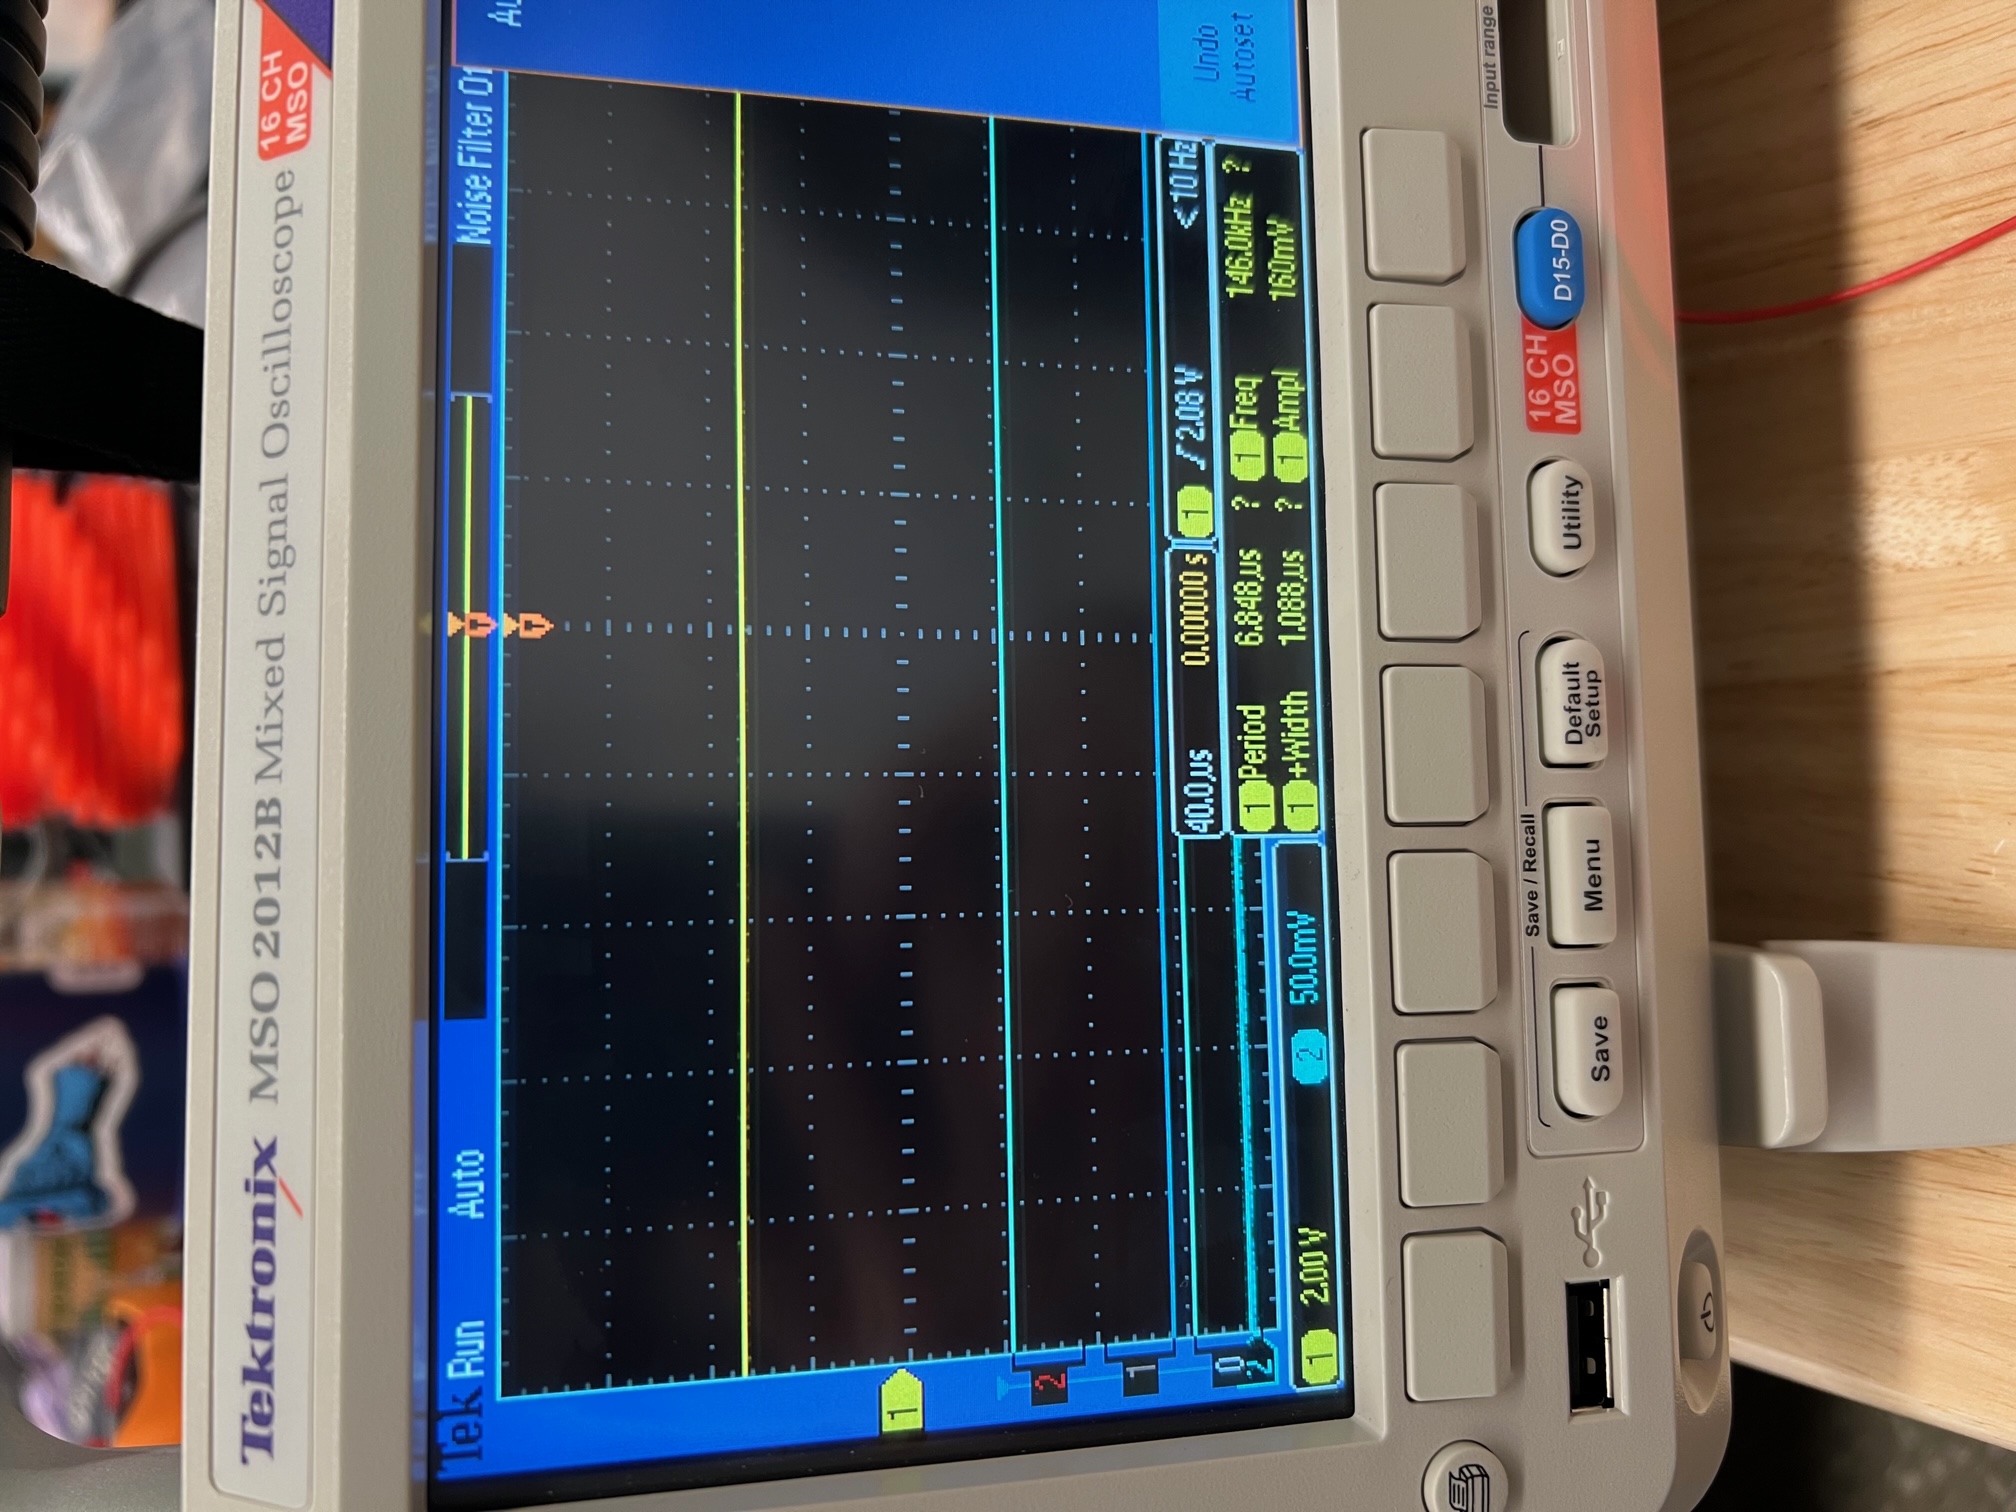 Tektronix MSO 2012B Mixed Signal Oscilloscope 16 CH MSO
Tek Run Auto Noise Filter Of
T
T
1
2
1
0
2
40.0µs 0.00000 s 1 2.08 V <10 Hz
1 Period 6.848µs ? 1 Freq 146.0kHz ?
1 +Width 1.088µs ? 1 Ampl 160mV
1 2.00 V 2 50.0mV
Undo
Autoset
Input range
Save / Recall
Save Menu Default Setup Utility 16 CH MSO D15-D0